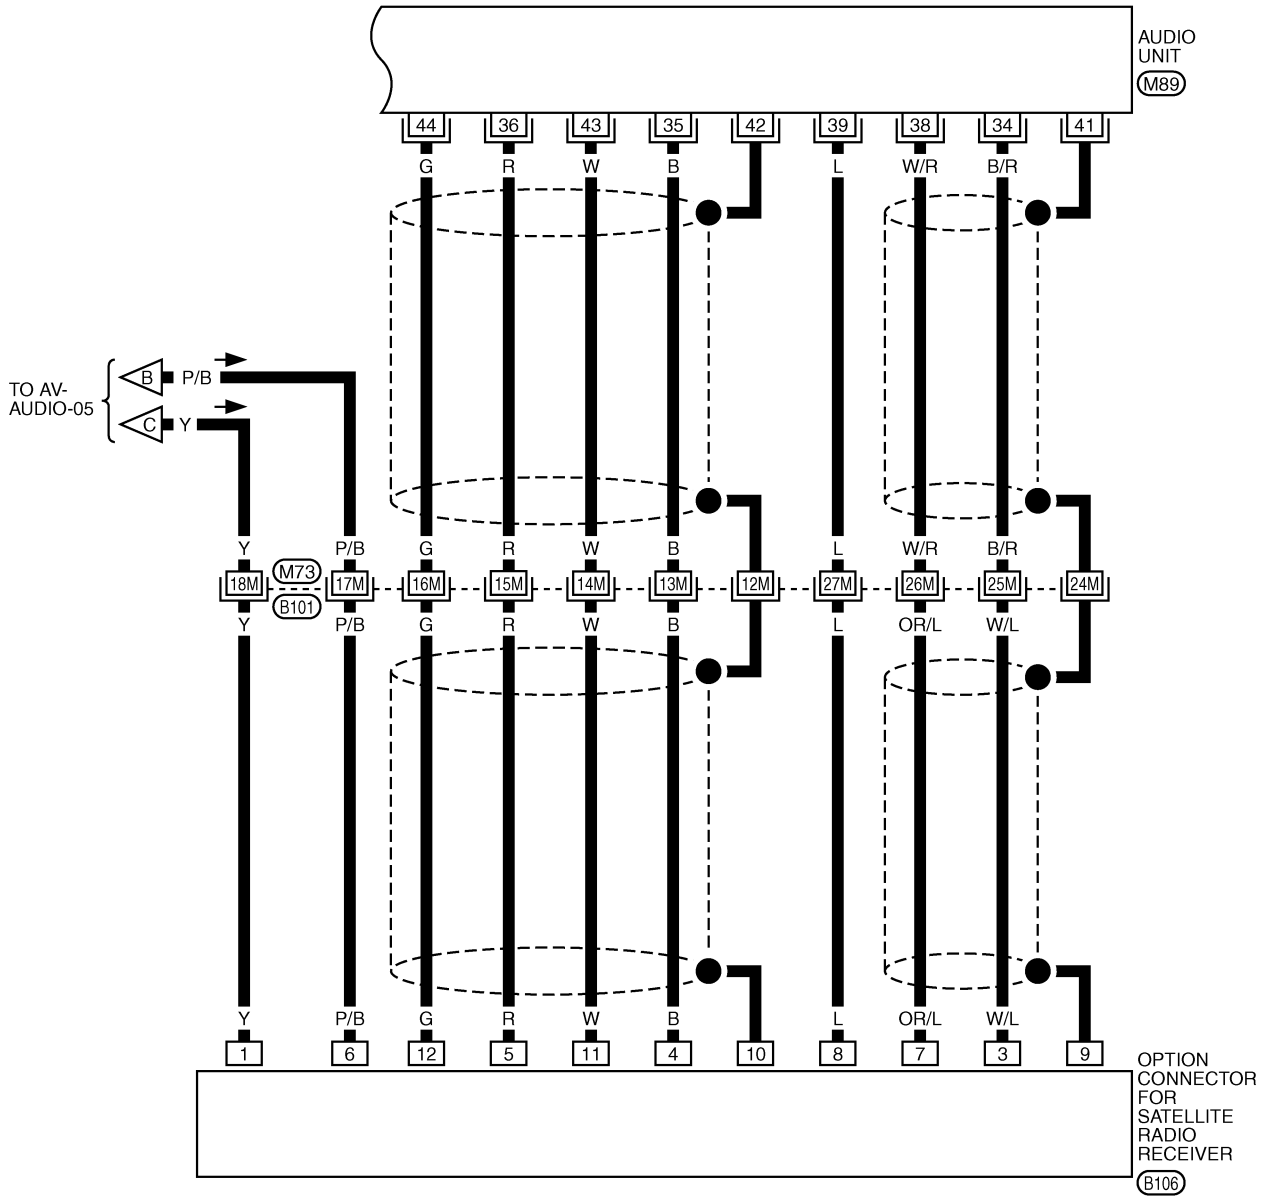 AUDIO
UNIT
M89
44 36 43 35 42 39 38 34 41
G R W B L W/R B/R
TO AV-
AUDIO-05
B P/B
C Y
Y P/B G R W B L W/R B/R
M73
18M 17M 16M 15M 14M 13M 12M 27M 26M 25M 24M
B101
Y P/B G R W B L OR/L W/L
Y P/B G R W B L OR/L W/L
1 6 12 5 11 4 10 8 7 3 9
OPTION
CONNECTOR
FOR
SATELLITE
RADIO
RECEIVER
B106